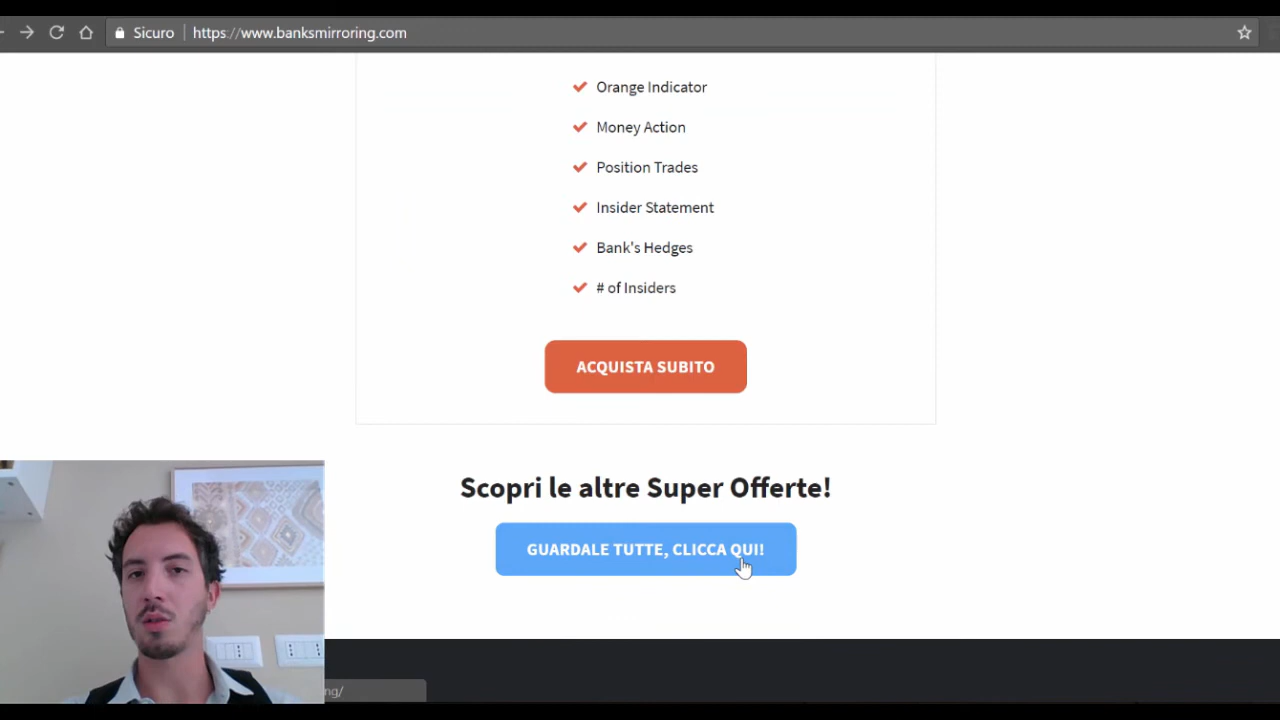 Sicuro https://www.banksmirroring.com
Orange Indicator
Money Action
Position Trades
Insider Statement
Bank's Hedges
# of Insiders
ACQUISTA SUBITO
Scopri le altre Super Offerte!
GUARDALE TUTTE, CLICCA QUI!
ng/